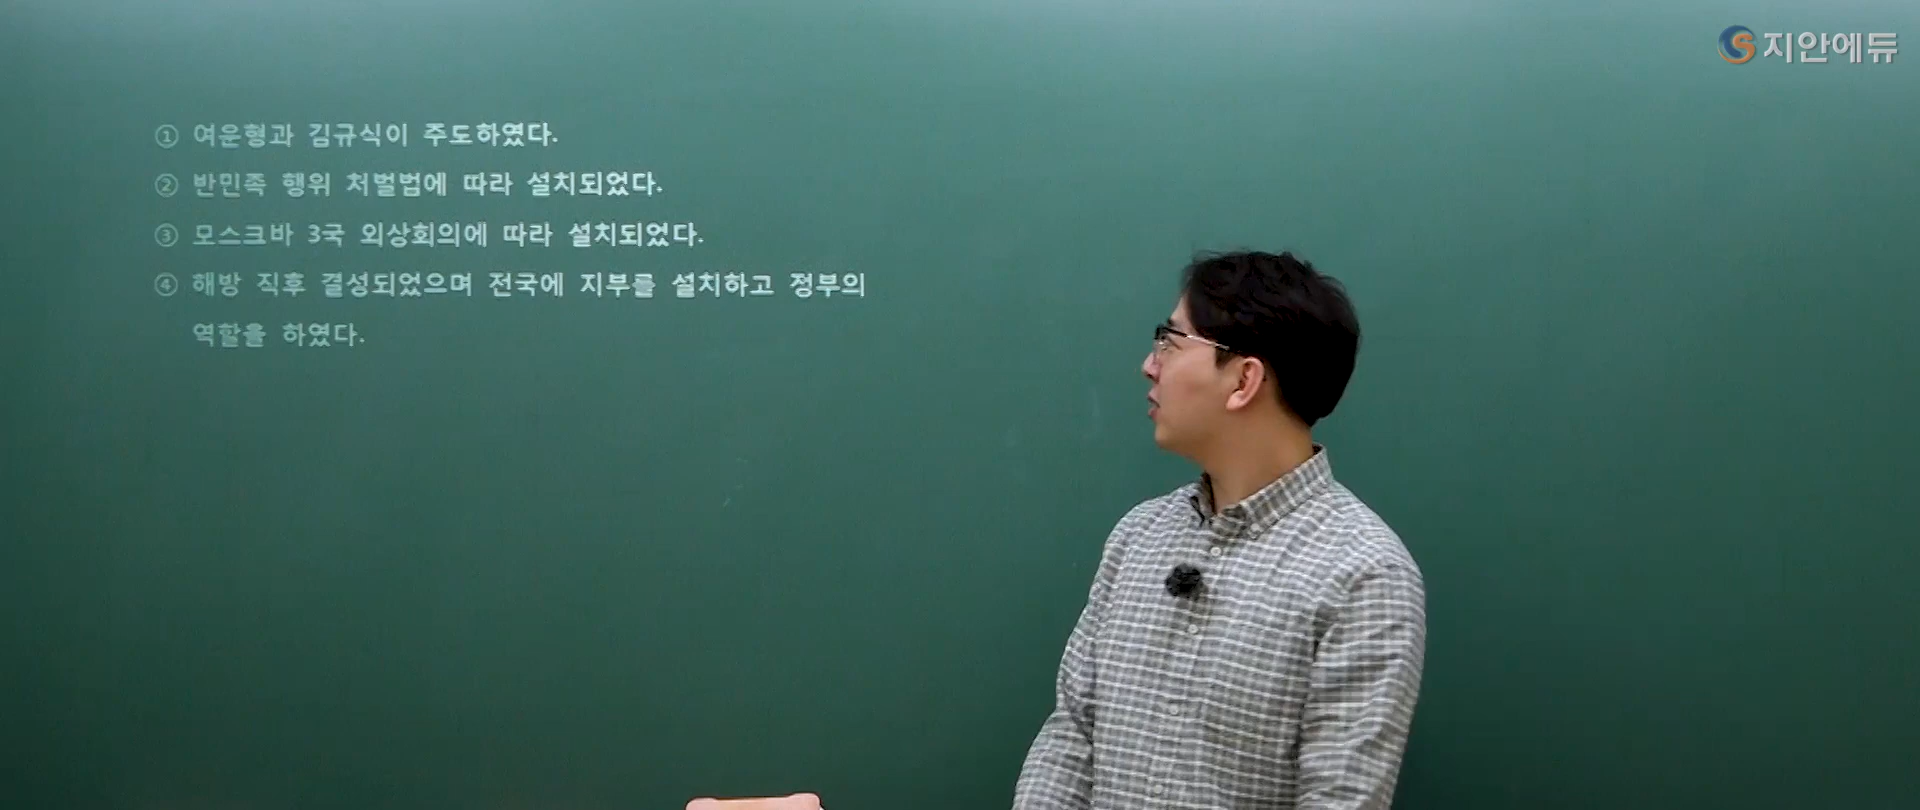 지안에듀
① 여운형과 김규식이 주도하였다.
② 반민족 행위 처벌법에 따라 설치되었다.
③ 모스크바 3국 외상회의에 따라 설치되었다.
④ 해방 직후 결성되었으며 전국에 지부를 설치하고 정부의
역할을 하였다.